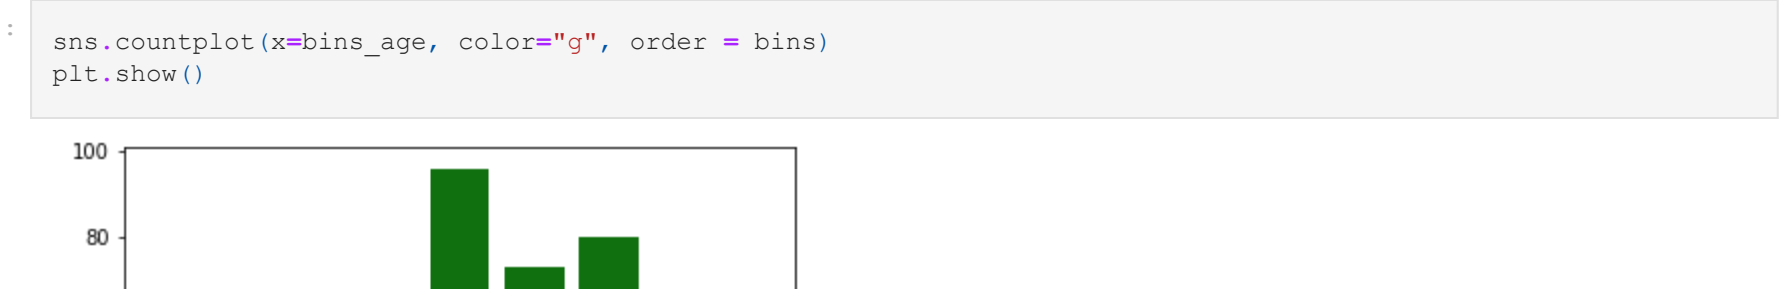 :
sns.countplot(x=bins_age, color="g", order = bins)
plt.show()
100
80